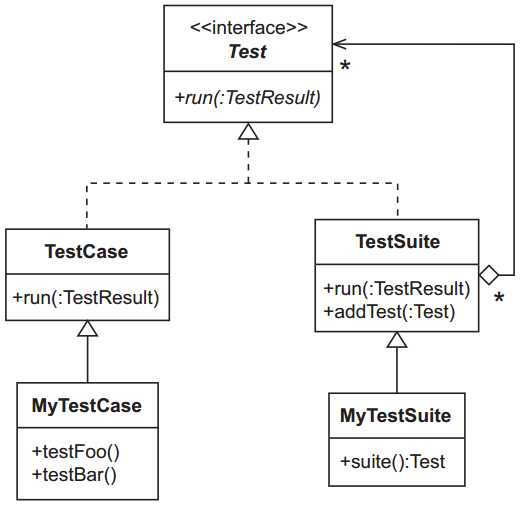 <<interface>>
Test
+run(:TestResult)
*
TestCase
+run(:TestResult)
TestSuite
+run(:TestResult)
+addTest(:Test)
*
MyTestCase
+testFoo()
+testBar()
MyTestSuite
+suite():Test